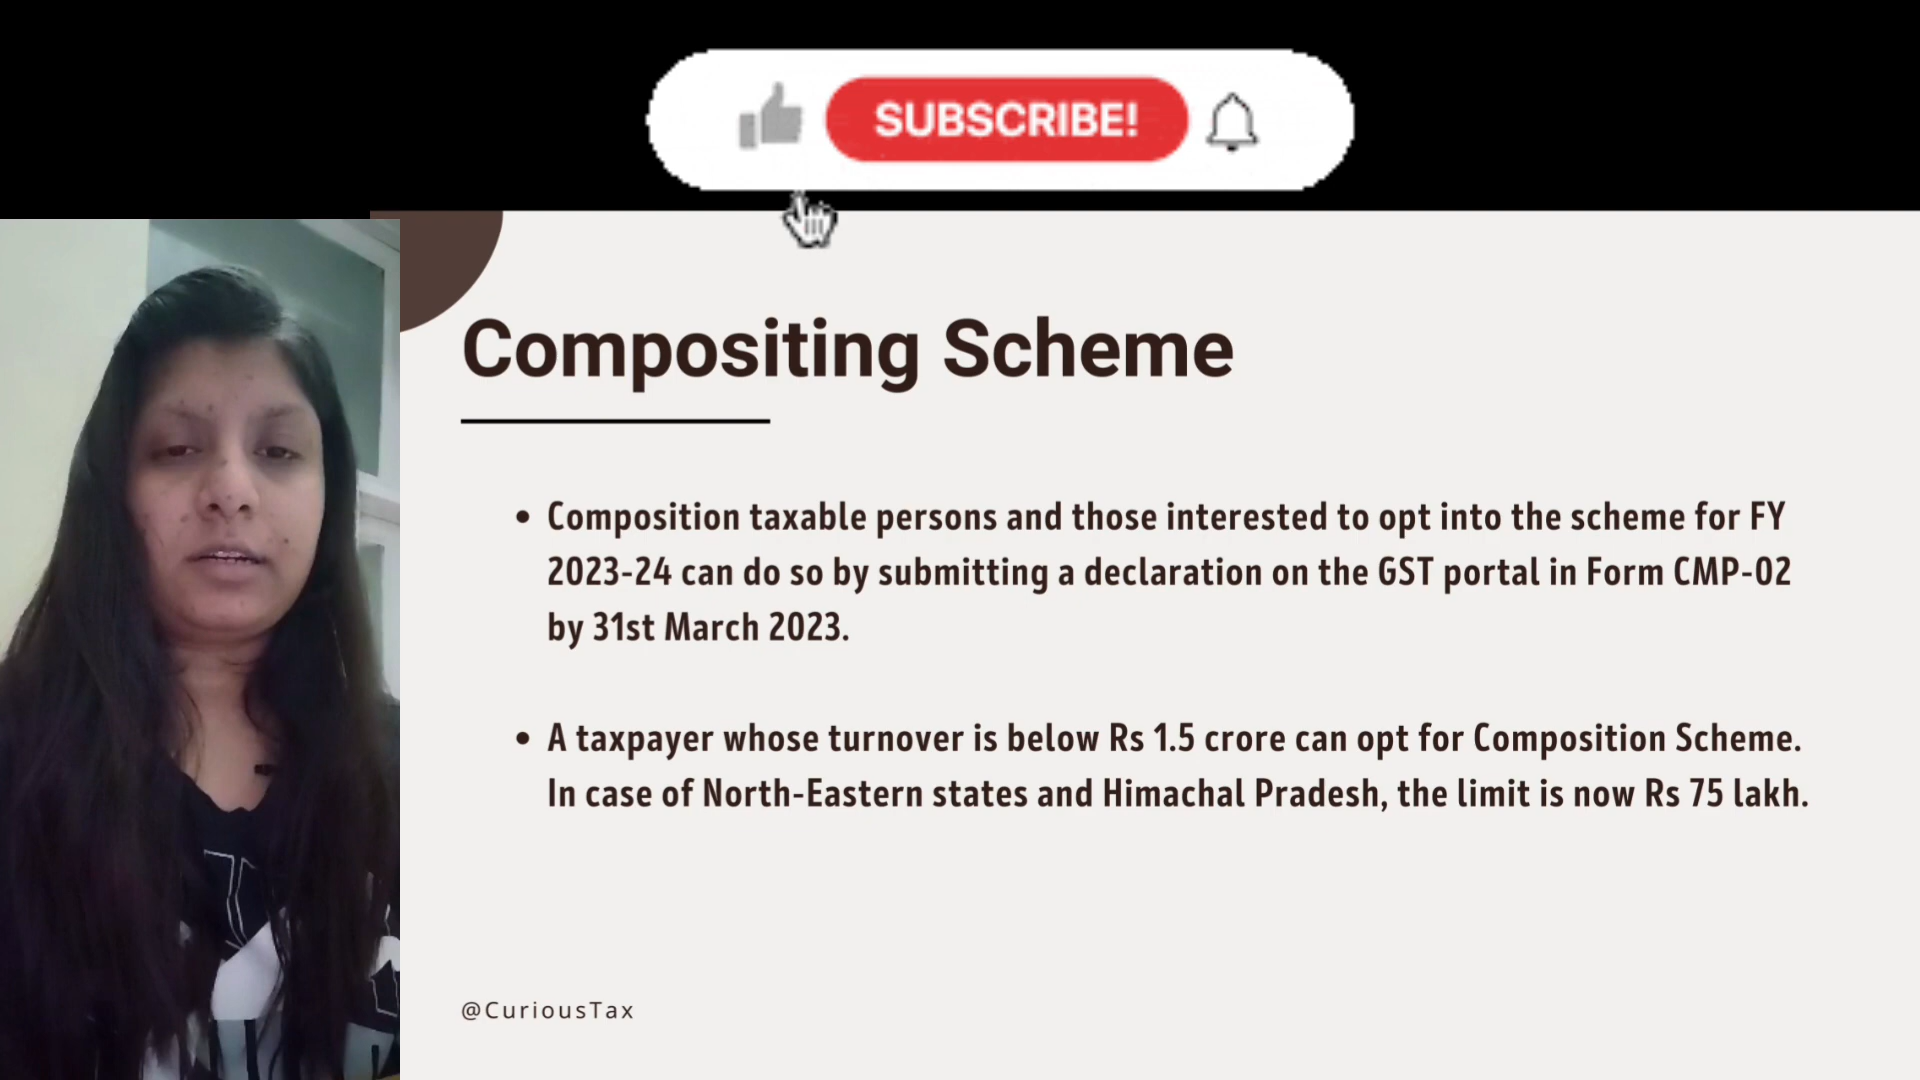 SUBSCRIBE!
Compositing Scheme
• Composition taxable persons and those interested to opt into the scheme for FY
2023-24 can do so by submitting a declaration on the GST portal in Form CMP-02
by 31st March 2023.
• A taxpayer whose turnover is below Rs 1.5 crore can opt for Composition Scheme.
In case of North-Eastern states and Himachal Pradesh, the limit is now Rs 75 lakh.
@CuriousTax